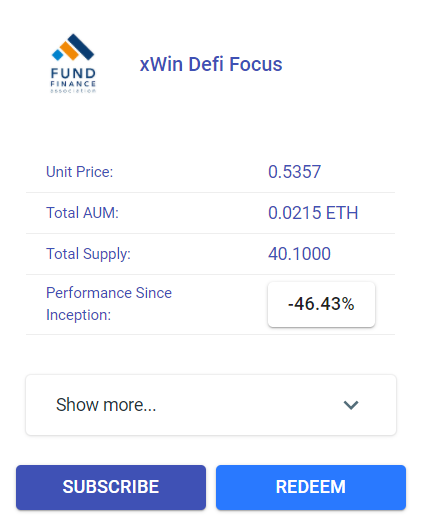 xWin Defi Focus
FUND
FINANCE
association
Unit Price:
0.5357
Total AUM:
0.0215 ETH
Total Supply:
40.1000
Performance Since
Inception:
-46.43%
Show more...
SUBSCRIBE
REDEEM